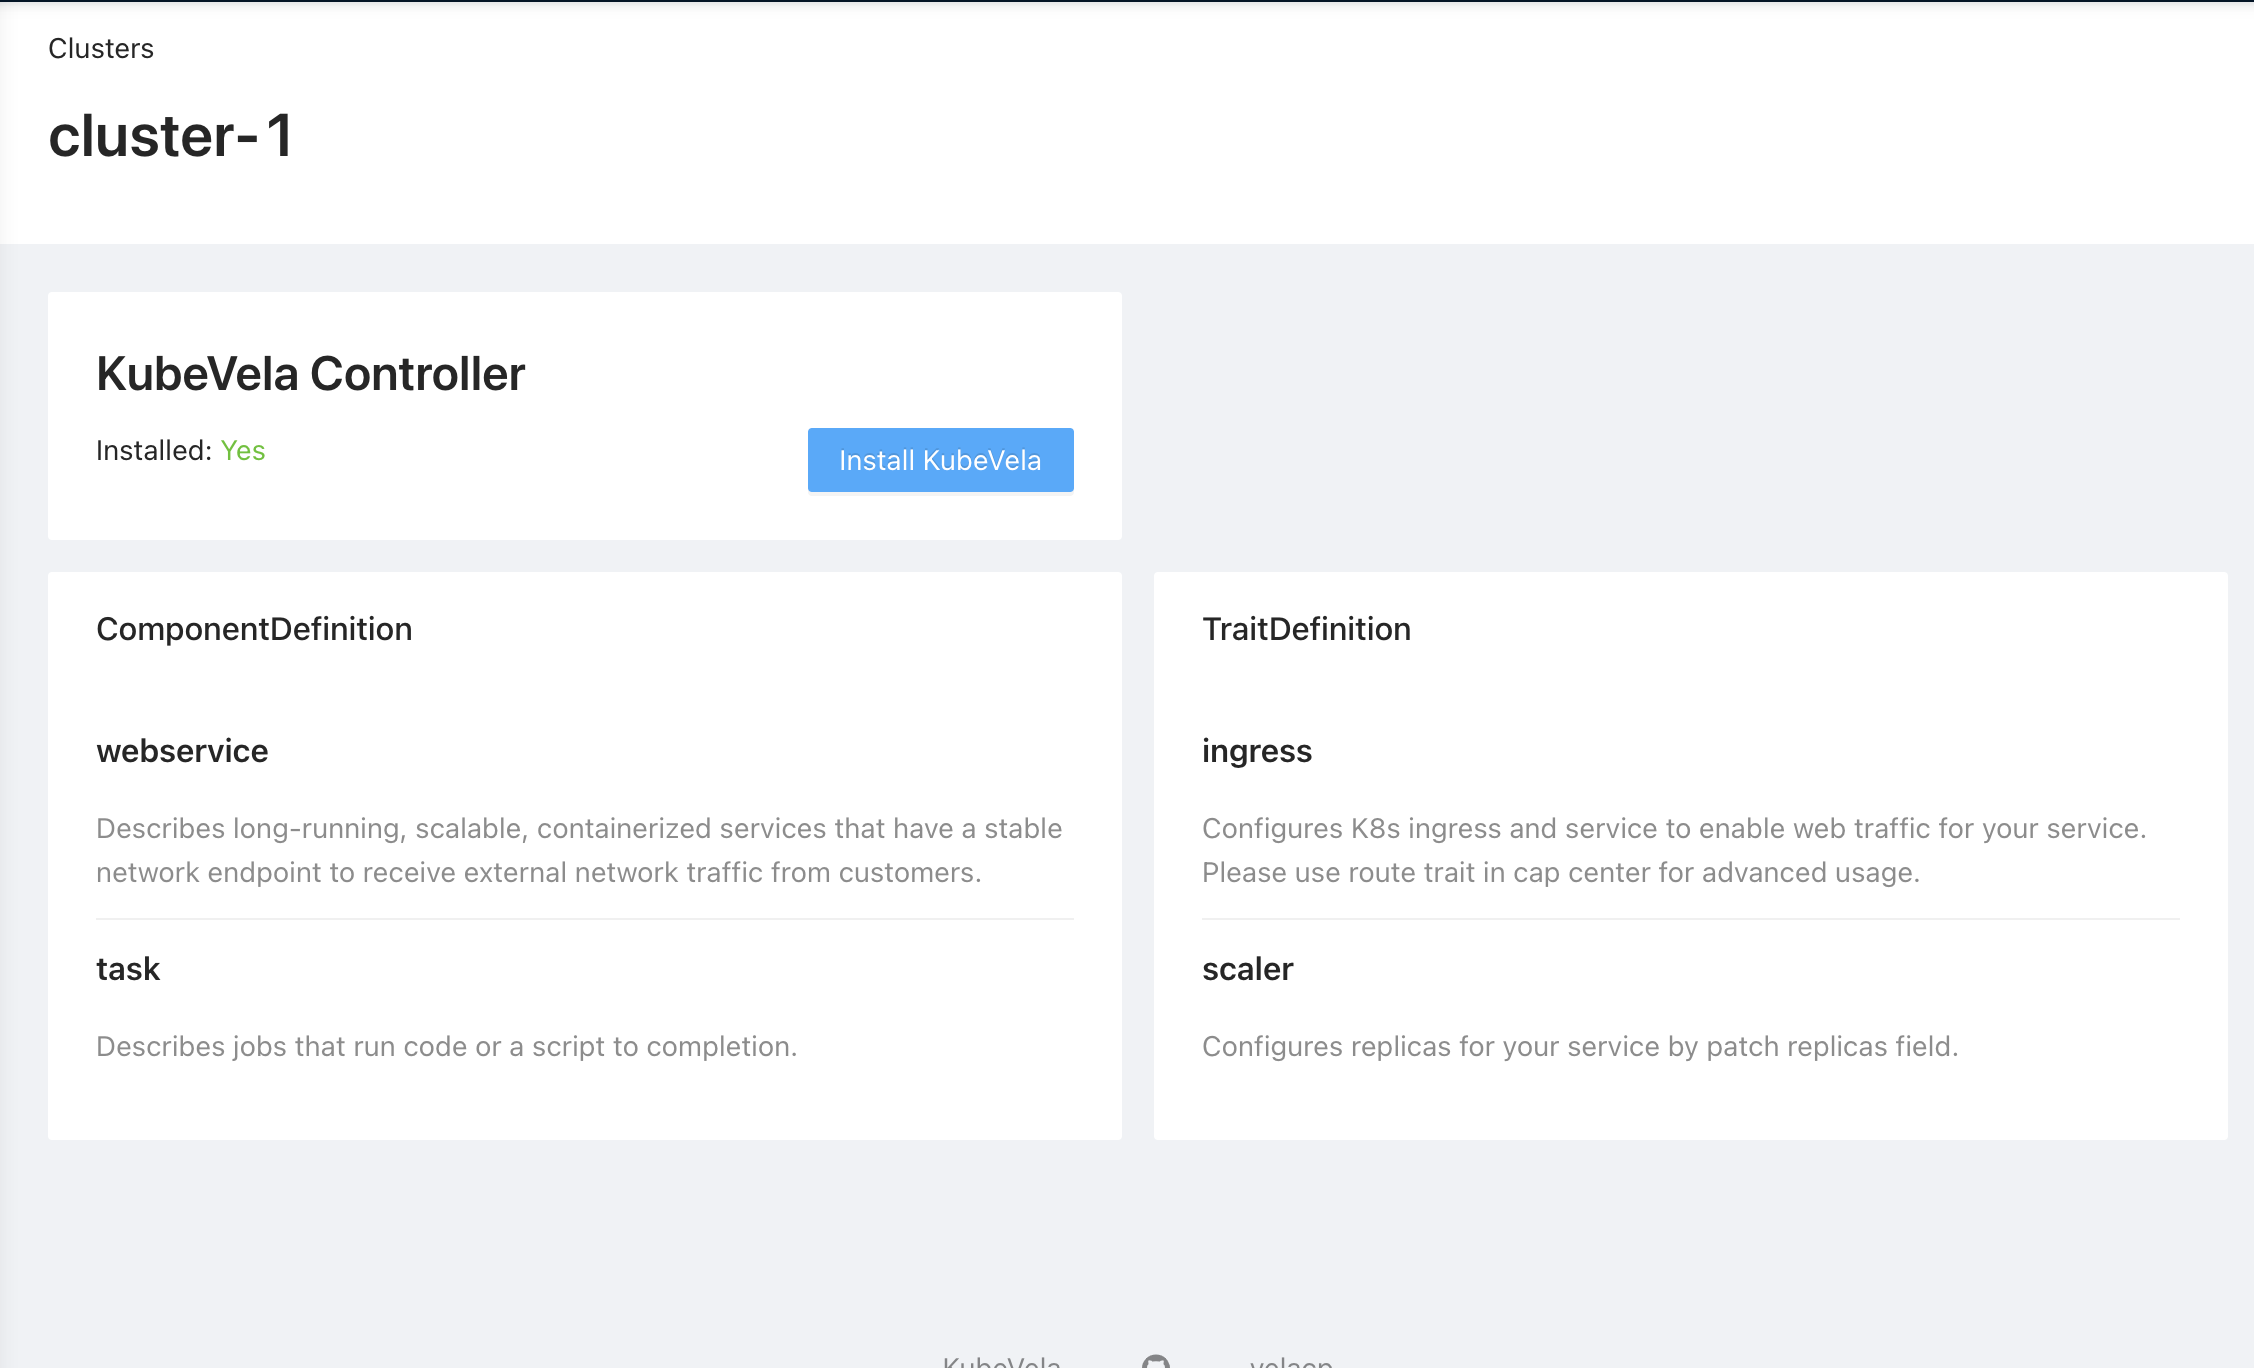 Clusters
cluster-1
KubeVela Controller
Installed: Yes
Install KubeVela
ComponentDefinition
webservice
Describes long-running, scalable, containerized services that have a stable
network endpoint to receive external network traffic from customers.
task
Describes jobs that run code or a script to completion.
TraitDefinition
ingress
Configures K8s ingress and service to enable web traffic for your service.
Please use route trait in cap center for advanced usage.
scaler
Configures replicas for your service by patch replicas field.
KubeVela
velacp